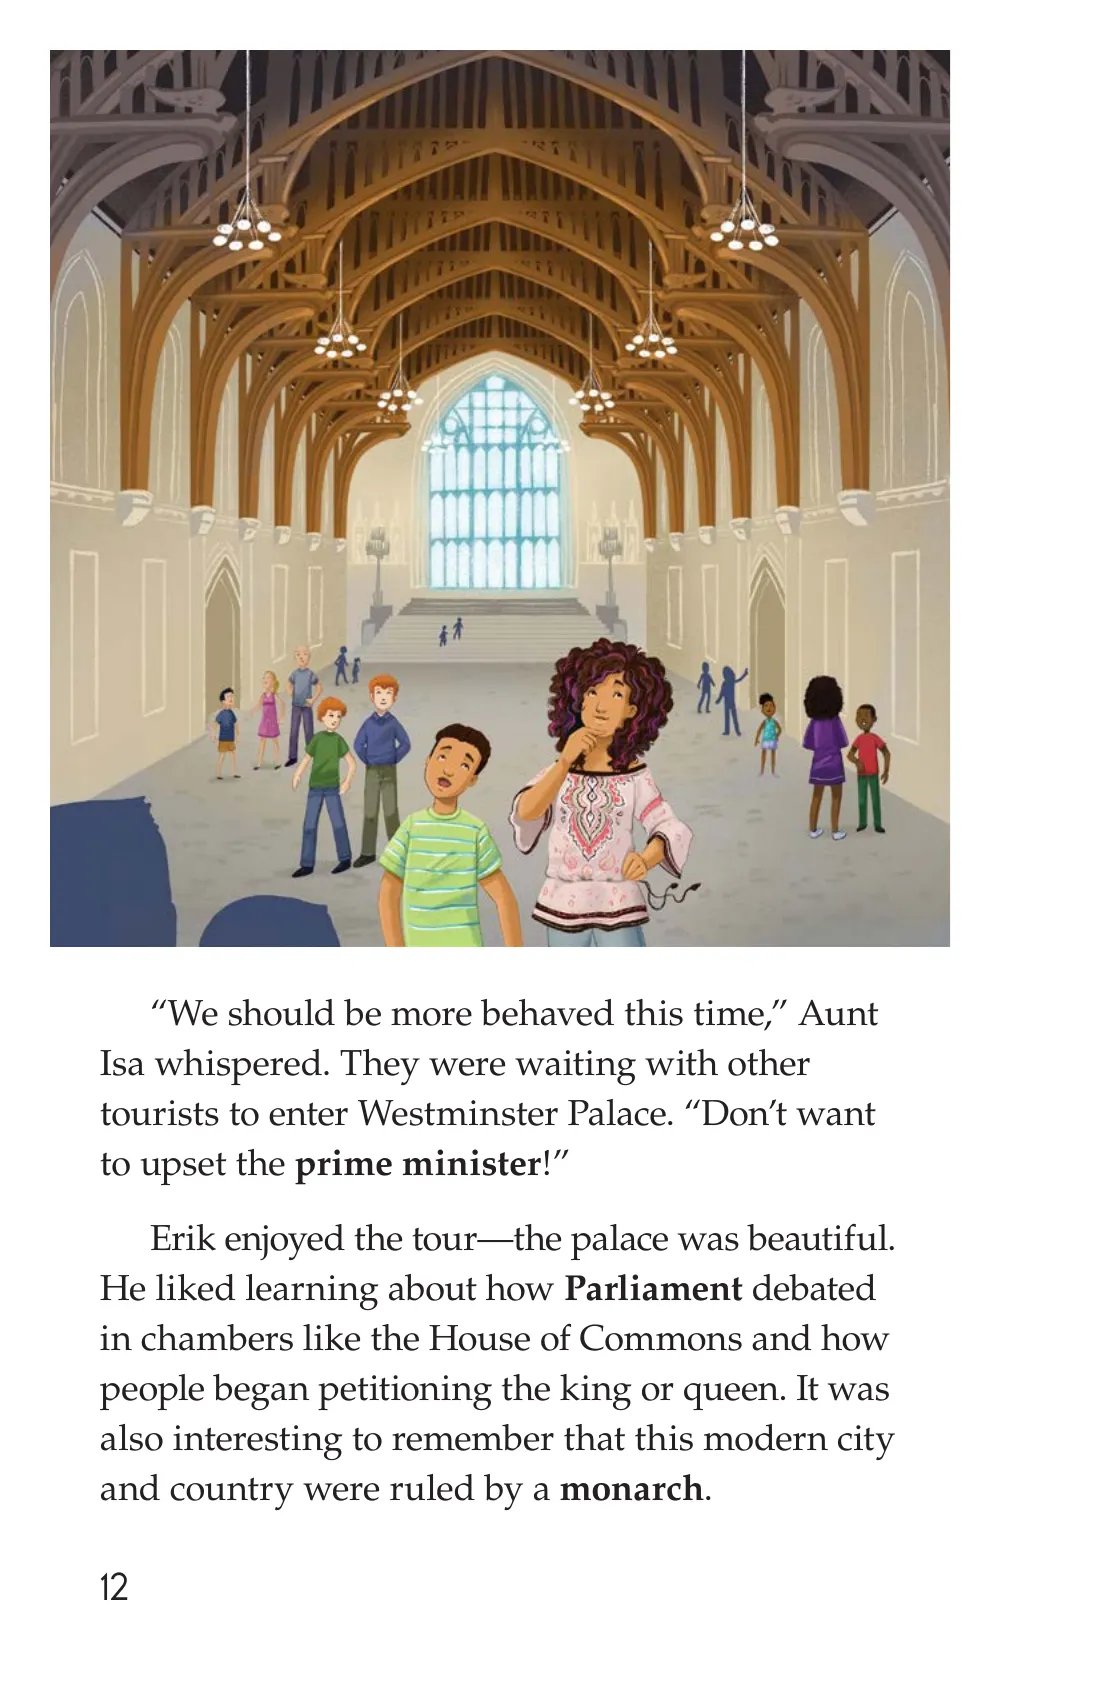 “We should be more behaved this time,” Aunt
Isa whispered. They were waiting with other
tourists to enter Westminster Palace. “Don’t want
to upset the prime minister!”
Erik enjoyed the tour—the palace was beautiful.
He liked learning about how Parliament debated
in chambers like the House of Commons and how
people began petitioning the king or queen. It was
also interesting to remember that this modern city
and country were ruled by a monarch.
12